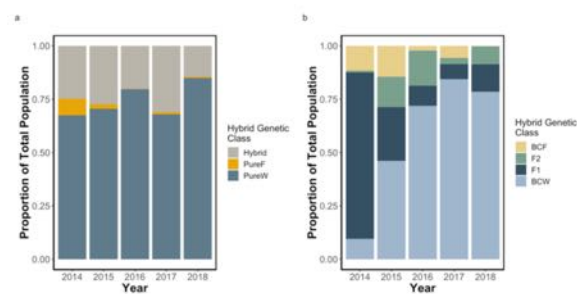 a
1.00
0.75
0.50
0.25
0.00
Proportion of Total Population
2014 2015 2016 2017 2018
Year
Hybrid Genetic
Class
Hybrid
PureF
PureW
b
1.00
0.75
0.50
0.25
0.00
Proportion of Total Population
2014 2015 2016 2017 2018
Year
Hybrid Genetic
Class
BCF
F2
F1
BCW